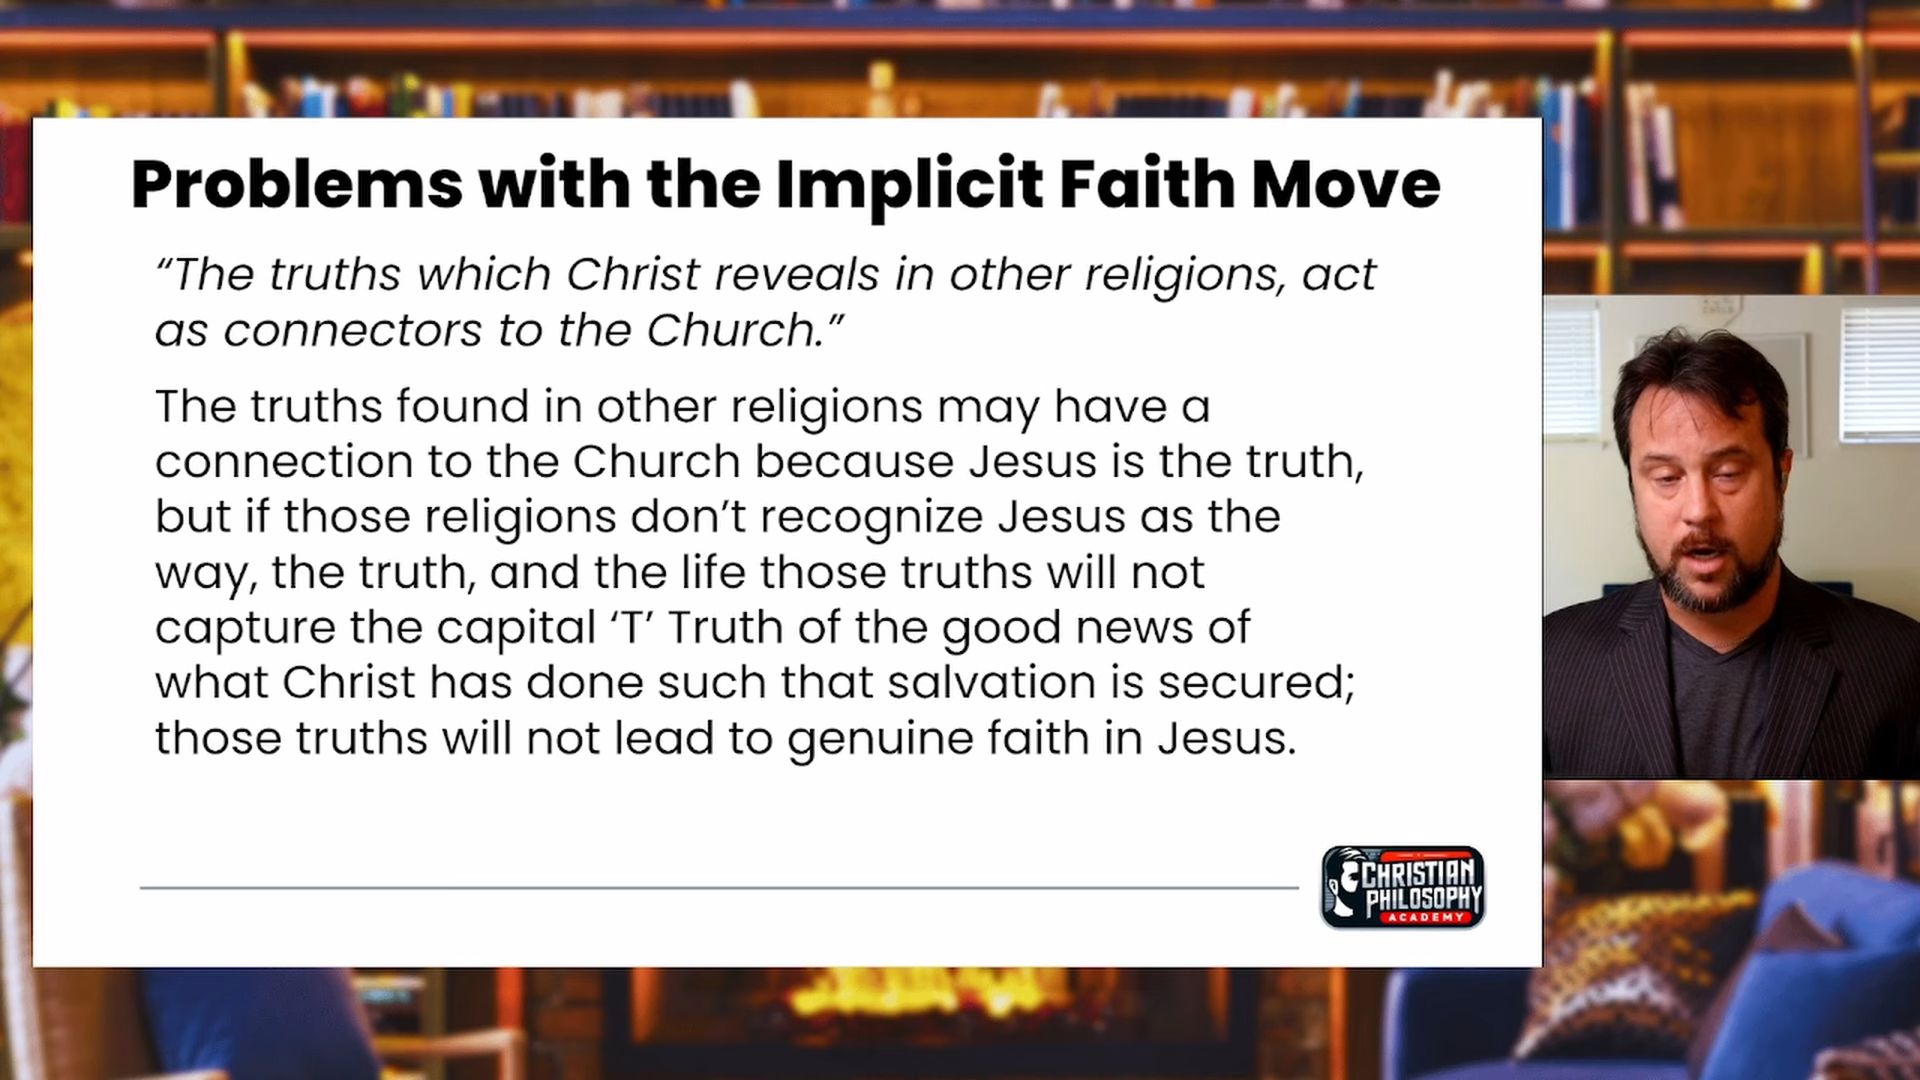 Problems with the Implicit Faith Move
“The truths which Christ reveals in other religions, act
as connectors to the Church.”
The truths found in other religions may have a
connection to the Church because Jesus is the truth,
but if those religions don’t recognize Jesus as the
way, the truth, and the life those truths will not
capture the capital ‘T’ Truth of the good news of
what Christ has done such that salvation is secured;
those truths will not lead to genuine faith in Jesus.
CHRISTIAN
PHILOSOPHY
ACADEMY